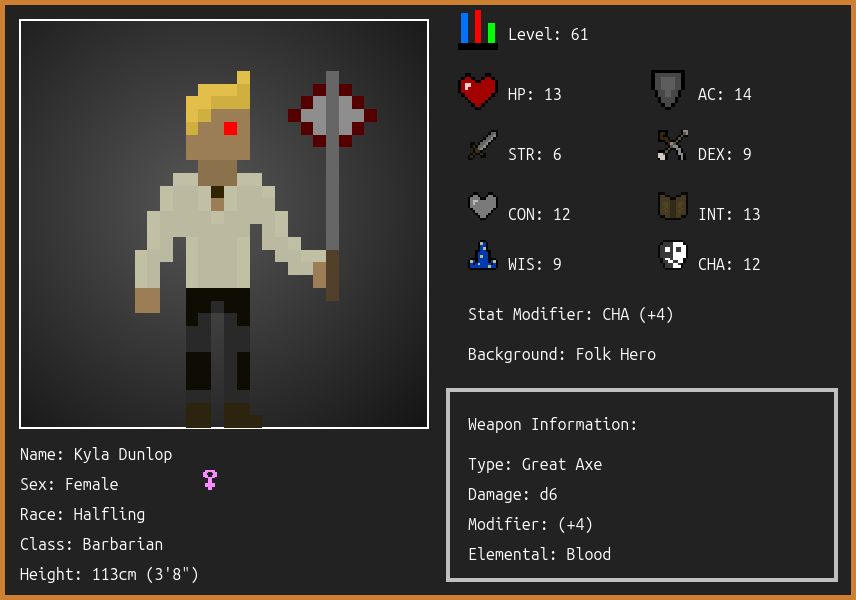 Level: 61
HP: 13
AC: 14
STR: 6
DEX: 9
CON: 12
INT: 13
WIS: 9
CHA: 12
Stat Modifier: CHA (+4)
Background: Folk Hero
Weapon Information:
Type: Great Axe
Damage: d6
Modifier: (+4)
Elemental: Blood
Name: Kyla Dunlop
Sex: Female
Race: Halfling
Class: Barbarian
Height: 113cm (3'8")